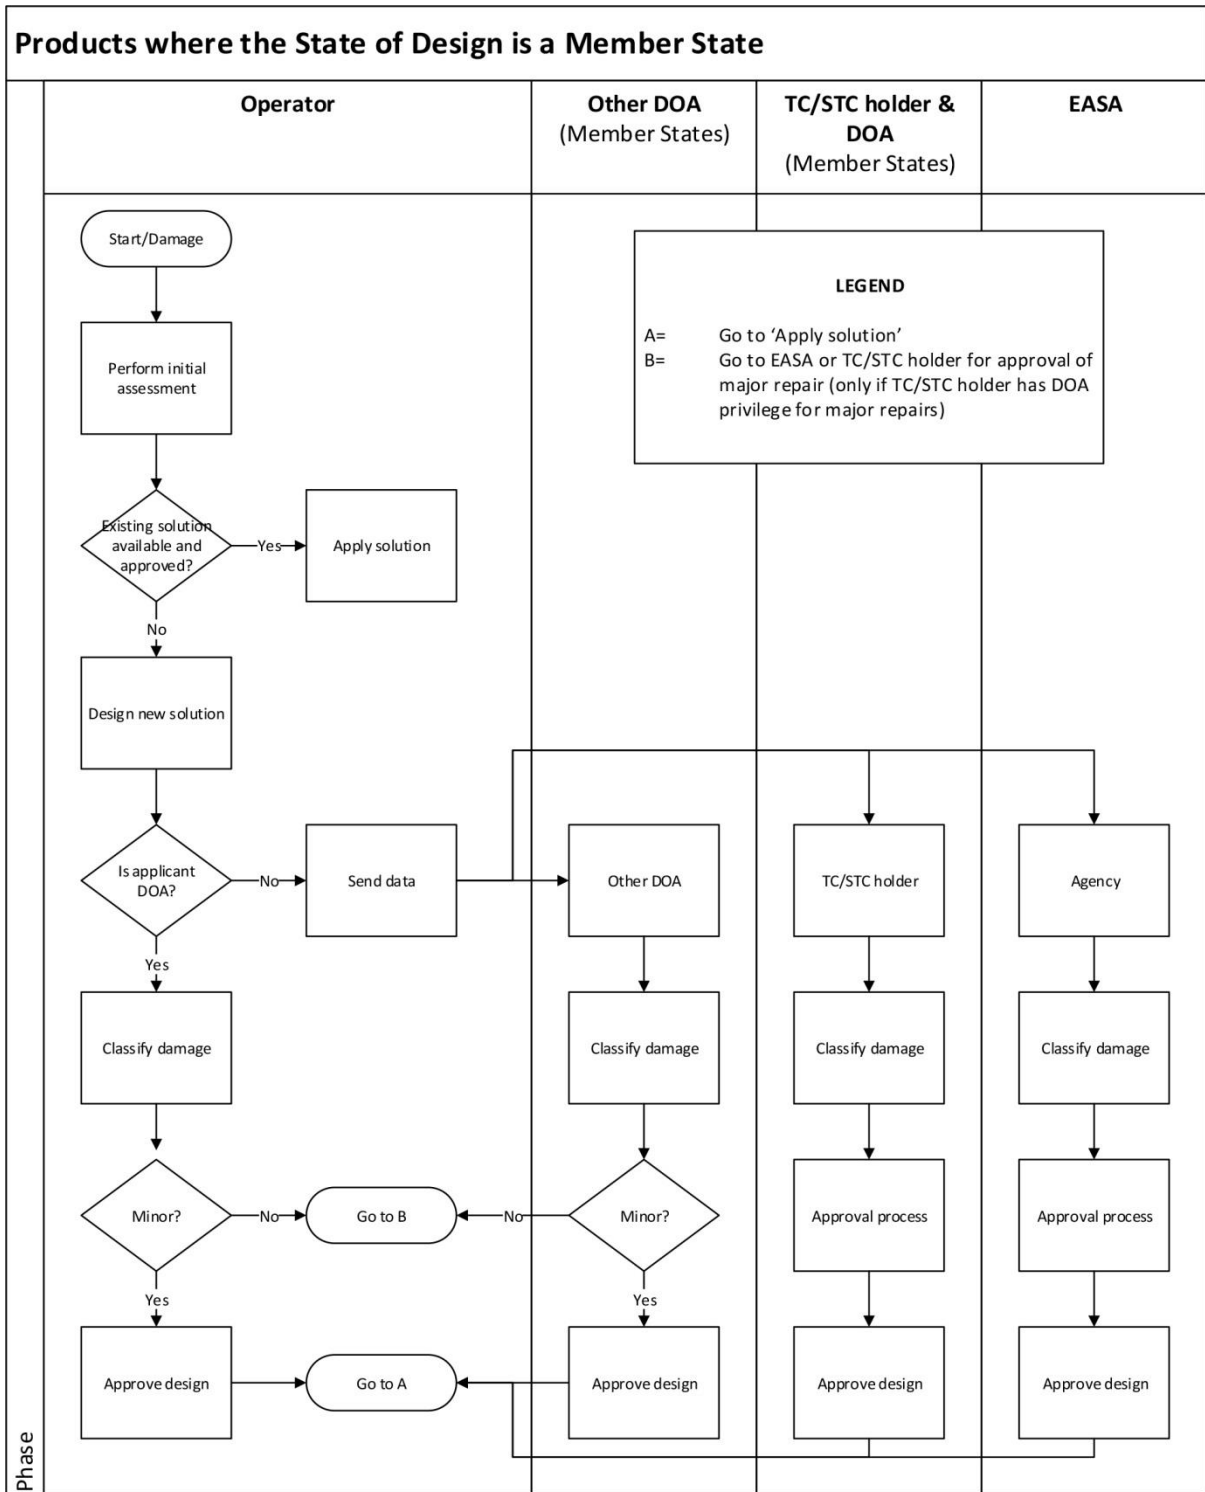 Products where the State of Design is a Member State
Operator
Other DOA
(Member States)
TC/STC holder &
DOA
(Member States)
EASA
Start/Damage
LEGEND
A= Go to ‘Apply solution’
B= Go to EASA or TC/STC holder for approval of
major repair (only if TC/STC holder has DOA
privilege for major repairs)
Perform initial
assessment
Existing solution
available and
approved?
Yes
Apply solution
No
Design new solution
Is applicant
DOA?
No
Send data
Other DOA
TC/STC holder
Agency
Yes
Classify damage
Classify damage
Classify damage
Classify damage
Minor?
No
Go to B
No
Minor?
Approval process
Approval process
Yes
Yes
Approve design
Go to A
Approve design
Approve design
Approve design
Phase